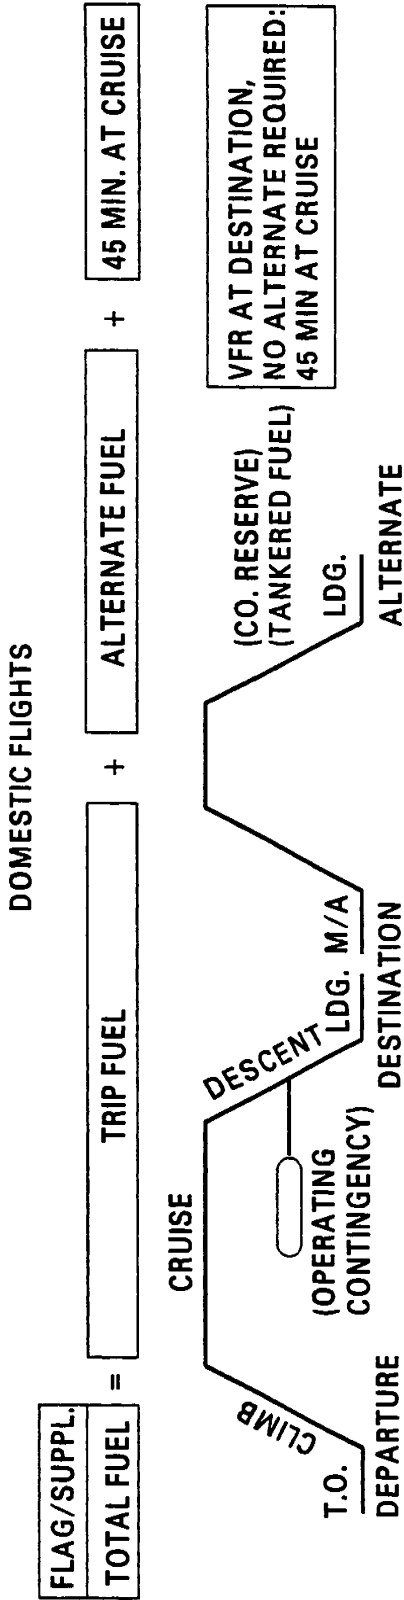 DOMESTIC FLIGHTS
FLAG/SUPPL.
TOTAL FUEL = TRIP FUEL + ALTERNATE FUEL + 45 MIN. AT CRUISE
CRUISE
CLIMB
DESCENT
(OPERATING
CONTINGENCY)
(CO. RESERVE)
(TANKERED FUEL)
VFR AT DESTINATION,
NO ALTERNATE REQUIRED:
45 MIN AT CRUISE
T.O.
LDG. M/A
LDG.
DEPARTURE
DESTINATION
ALTERNATE